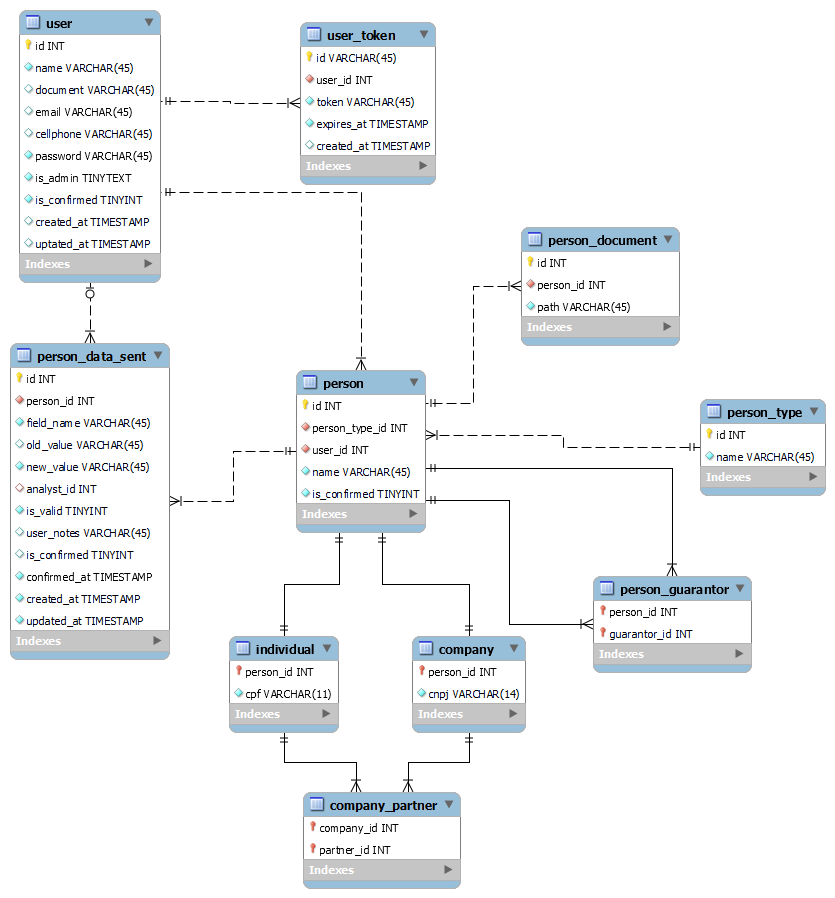 user
id INT
name VARCHAR(45)
document VARCHAR(45)
email VARCHAR(45)
cellphone VARCHAR(45)
password VARCHAR(45)
is_admin TINYTEXT
is_confirmed TINYINT
created_at TIMESTAMP
uptated_at TIMESTAMP
Indexes
user_token
id VARCHAR(45)
user_id INT
token VARCHAR(45)
expires_at TIMESTAMP
created_at TIMESTAMP
Indexes
person_document
id INT
person_id INT
path VARCHAR(45)
Indexes
person_data_sent
id INT
person_id INT
field_name VARCHAR(45)
old_value VARCHAR(45)
new_value VARCHAR(45)
analyst_id INT
is_valid TINYINT
user_notes VARCHAR(45)
is_confirmed TINYINT
confirmed_at TIMESTAMP
created_at TIMESTAMP
updated_at TIMESTAMP
Indexes
person
id INT
person_type_id INT
user_id INT
name VARCHAR(45)
is_confirmed TINYINT
Indexes
person_type
id INT
name VARCHAR(45)
Indexes
person_guarantor
person_id INT
guarantor_id INT
Indexes
individual
person_id INT
cpf VARCHAR(11)
Indexes
company
person_id INT
cnpj VARCHAR(14)
Indexes
company_partner
company_id INT
partner_id INT
Indexes